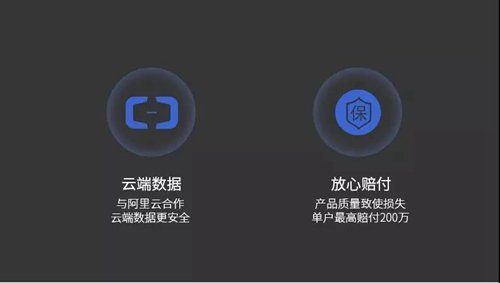 保
云端数据
与阿里云合作
云端数据更安全
放心赔付
产品质量致使损失
单户最高赔付200万